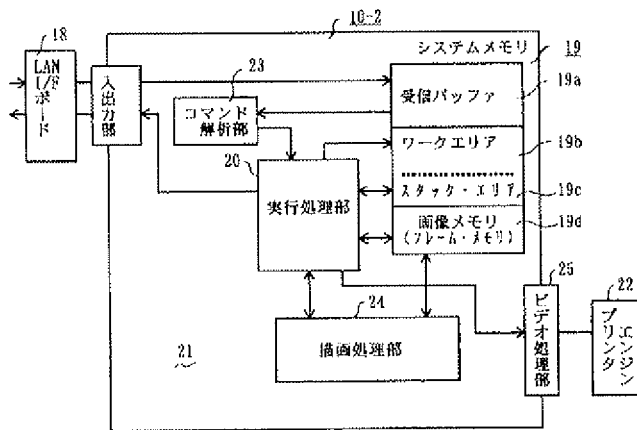 10-2
18
LAN
I/F
ボード
入出力部
23
コマンド
解析部
システムメモリ
19
受信バッファ
19a
ワークエリア
19b
スタック・エリア
19c
画像メモリ
(フレーム・メモリ)
19d
20
実行処理部
24
描画処理部
21
25
ビデオ処理部
22
プリンタ
エンジン